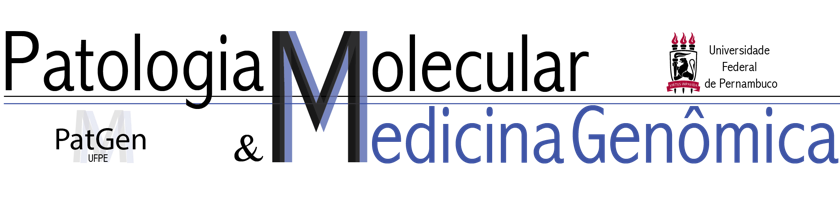 Patologia Molecular
Universidade
Federal
de Pernambuco
PatGen
UFPE
& Medicina Genômica